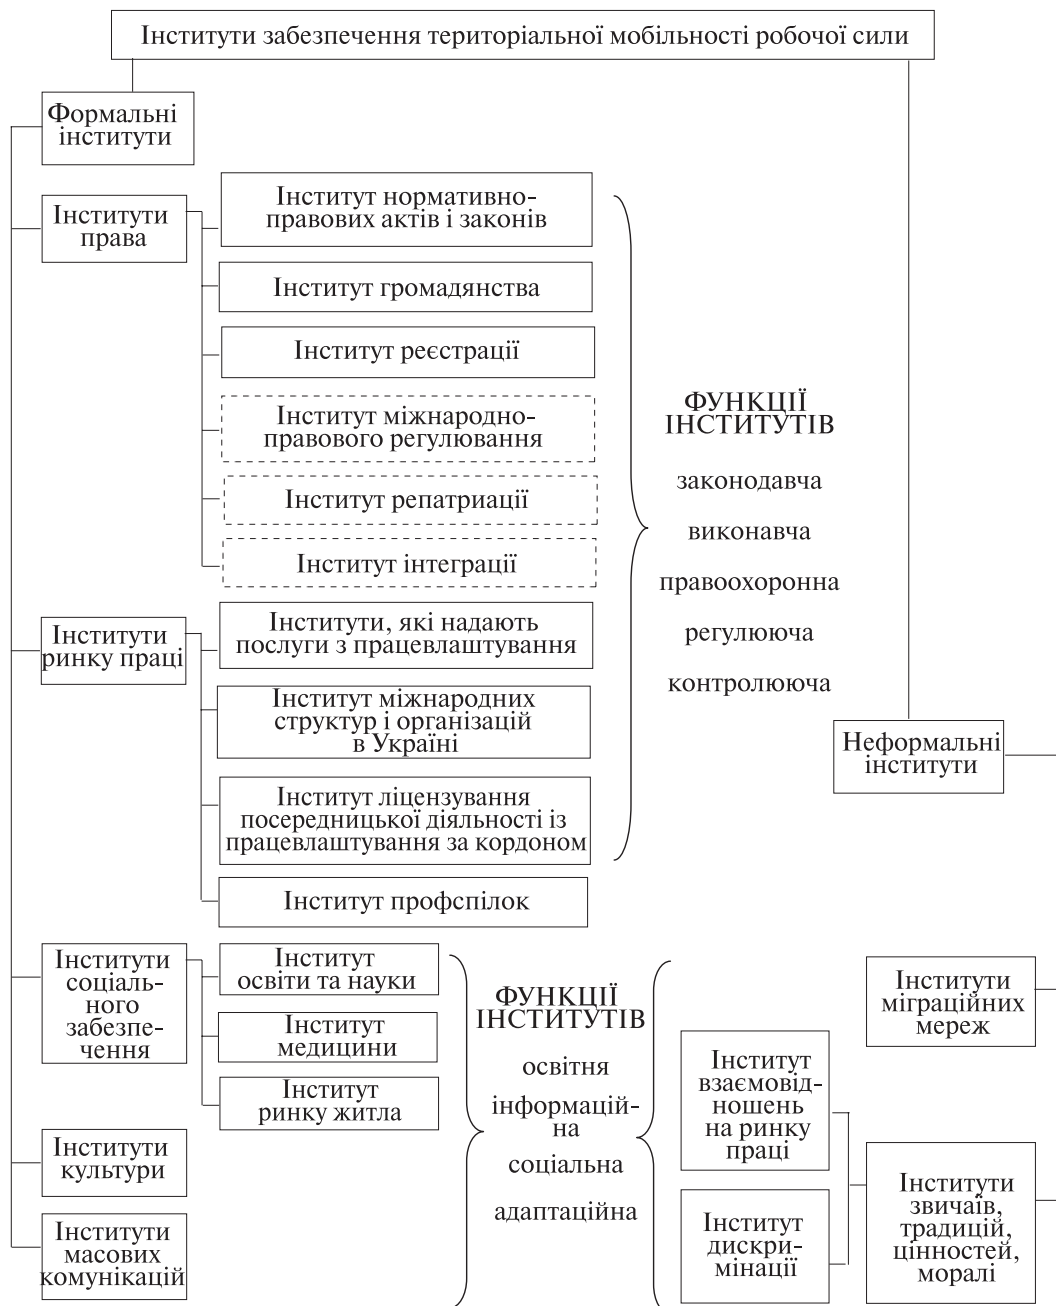 Інститути забезпечення територіальної мобільності робочої сили
Формальні
інститути
Інститути
права
Інститут нормативно-
правових актів і законів
Інститут громадянства
Інститут реєстрації
Інститут міжнародно-
правового регулювання
Інститут репатриації
Інститут інтеграції
ФУНКЦІЇ
ІНСТИТУТІВ
законодавча
виконавча
правоохоронна
регулююча
контролююча
Інститути
ринку праці
Інститути, які надають
послуги з працевлаштування
Інститут міжнародних
структур і організацій
в Україні
Інститут ліцензування
посередницької діяльності із
працевлаштування за кордоном
Інститут профспілок
Неформальні
інститути
Інститути
соціаль-
ного
забезпе-
чення
Інститут
освіти та науки
Інститут
медицини
Інститут
ринку житла
Інститути
культури
Інститути
масових
комунікацій
ФУНКЦІЇ
ІНСТИТУТІВ
освітня
інформацій-
на
соціальна
адаптаційна
Інститути
міграційних
мереж
Інститут
взаємовід-
ношень
на ринку
праці
Інститут
дискри-
мінації
Інститути
звичаїв,
традицій,
цінностей,
моралі